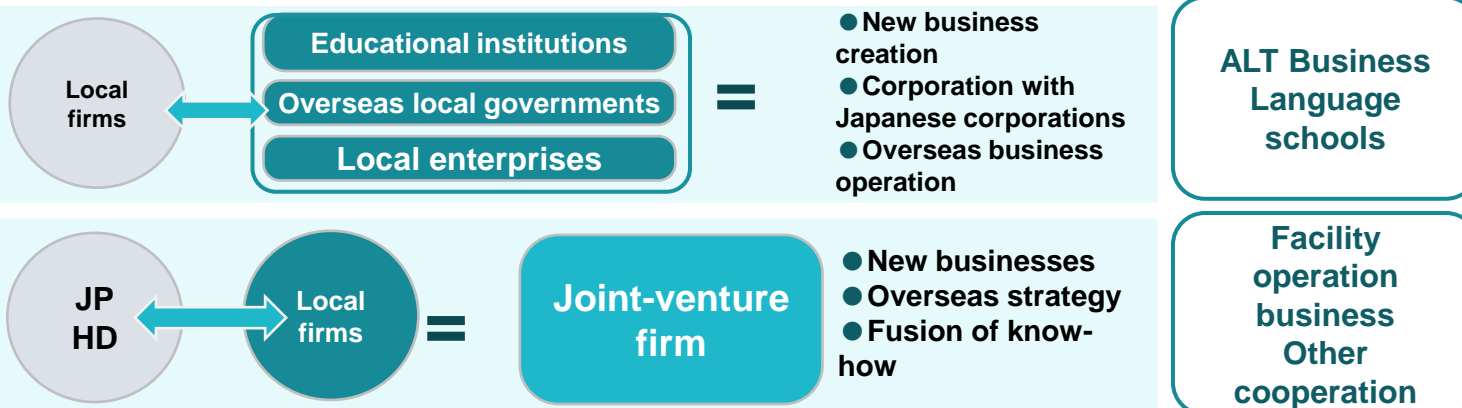 Local
firms
Educational institutions
Overseas local governments
Local enterprises
=
●New business
creation
●Corporation with
Japanese corporations
●Overseas business
operation
ALT Business
Language
schools
JP
HD
Local
firms
=
Joint-venture
firm
●New businesses
●Overseas strategy
●Fusion of know-
how
Facility
operation
business
Other
cooperation